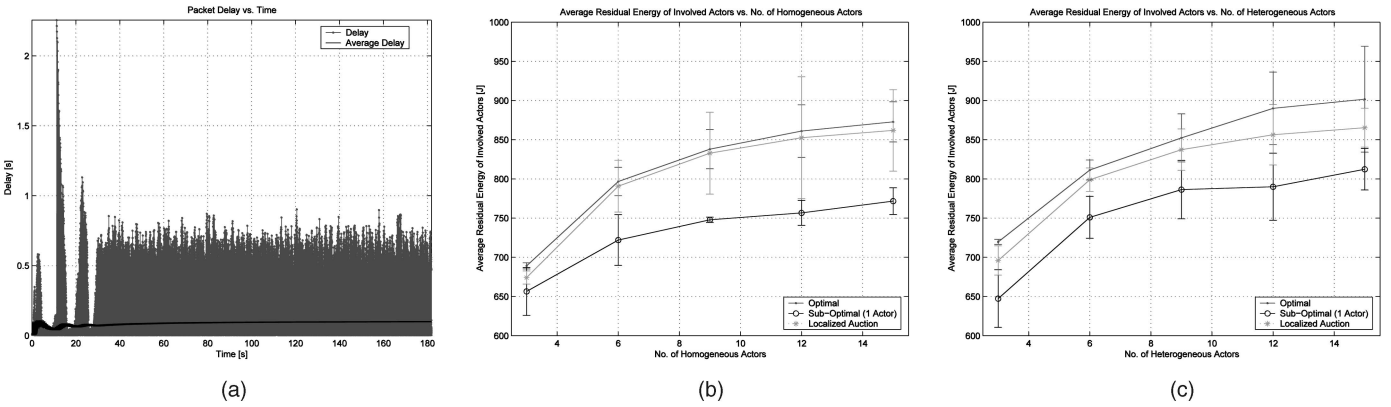 Packet Delay vs. Time
Delay
Average Delay
2
1.5
1
0.5
0
Delay [s]
0 20 40 60 80 100 120 140 160 180
Time [s]
(a)
Average Residual Energy of Involved Actors vs. No. of Homogeneous Actors
1000
950
900
850
800
750
700
650
600
Average Residual Energy of Involved Actors [J]
Optimal
Sub-Optimal (1 Actor)
Localized Auction
4 6 8 10 12 14
No. of Homogeneous Actors
(b)
Average Residual Energy of Involved Actors vs. No. of Heterogeneous Actors
1000
950
900
850
800
750
700
650
600
Average Residual Energy of Involved Actors [J]
Optimal
Sub-Optimal (1 Actor)
Localized Auction
4 6 8 10 12 14
No. of Heterogeneous Actors
(c)